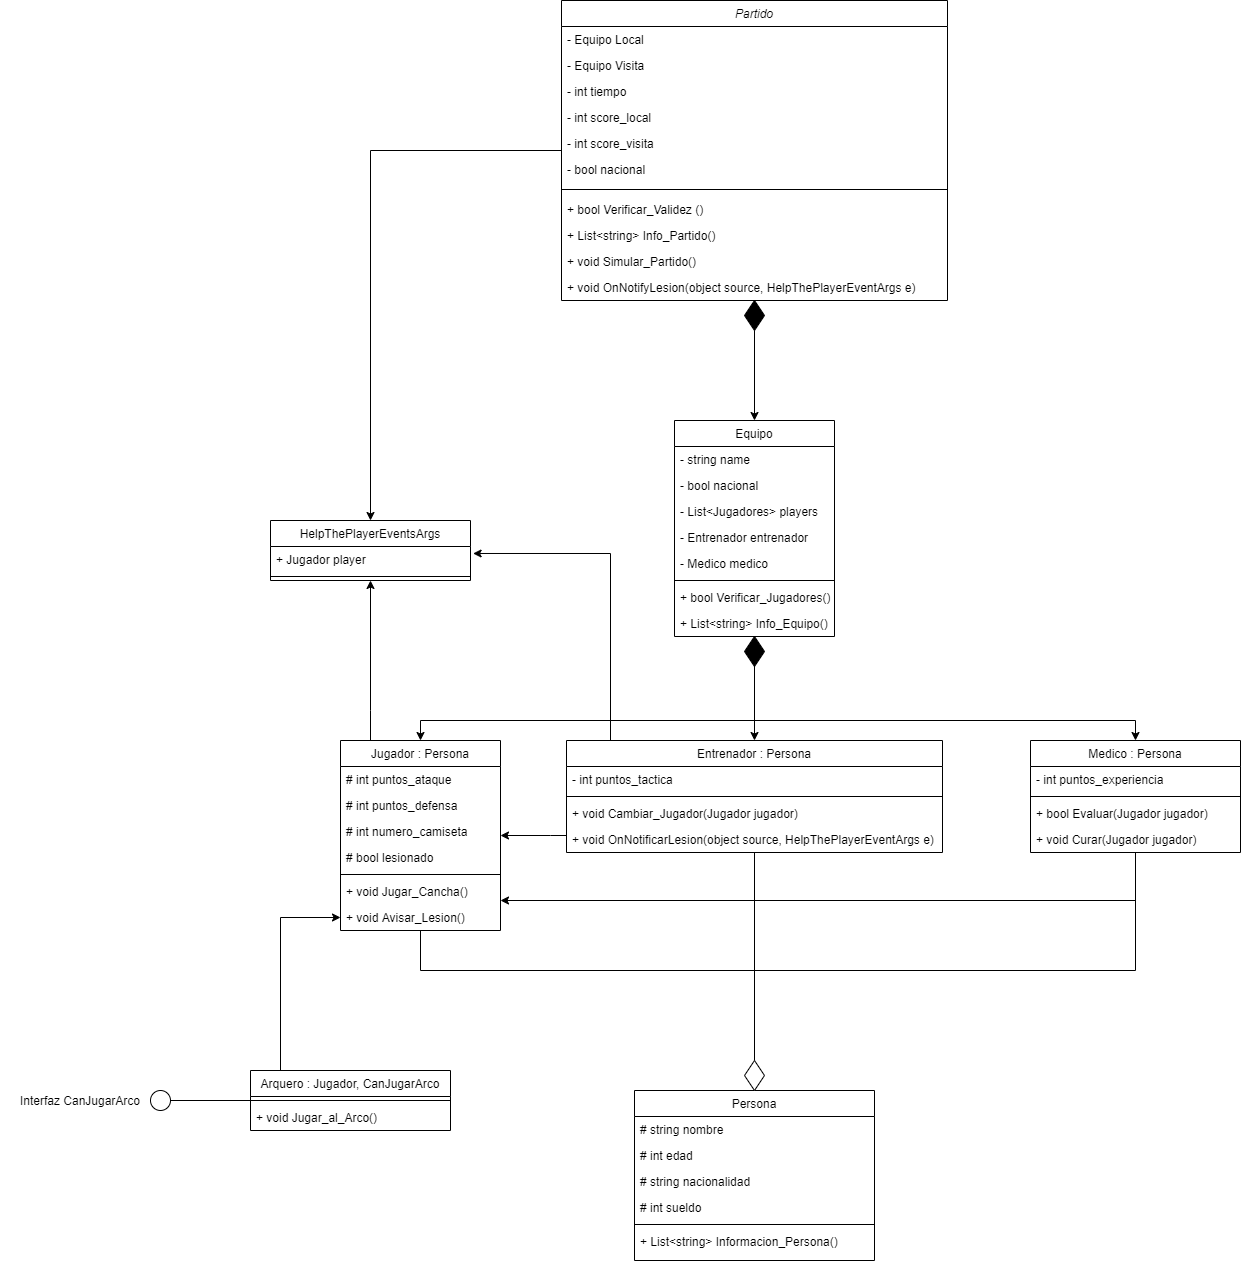 Partido
- Equipo Local
- Equipo Visita
- int tiempo
- int score_local
- int score_visita
- bool nacional
+ bool Verificar_Validez ()
+ List<string> Info_Partido()
+ void Simular_Partido()
+ void OnNotifyLesion(object source, HelpThePlayerEventArgs e)
Equipo
- string name
- bool nacional
- List<Jugadores> players
- Entrenador entrenador
- Medico medico
+ bool Verificar_Jugadores()
+ List<string> Info_Equipo()
HelpThePlayerEventsArgs
+ Jugador player
Jugador : Persona
# int puntos_ataque
# int puntos_defensa
# int numero_camiseta
# bool lesionado
+ void Jugar_Cancha()
+ void Avisar_Lesion()
Entrenador : Persona
- int puntos_tactica
+ void Cambiar_Jugador(Jugador jugador)
+ void OnNotificarLesion(object source, HelpThePlayerEventArgs e)
Medico : Persona
- int puntos_experiencia
+ bool Evaluar(Jugador jugador)
+ void Curar(Jugador jugador)
Interfaz CanJugarArco
Arquero : Jugador, CanJugarArco
+ void Jugar_al_Arco()
Persona
# string nombre
# int edad
# string nacionalidad
# int sueldo
+ List<string> Informacion_Persona()